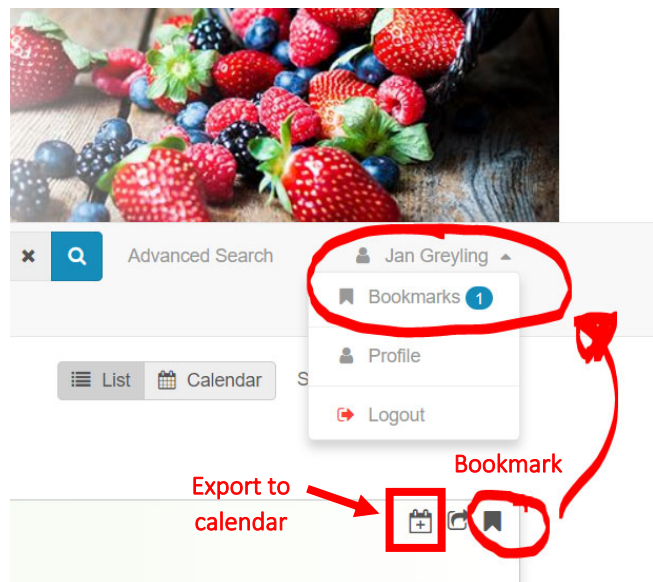 Advanced Search
Jan Greyling
Bookmarks 1
Profile
List Calendar S
Logout
Bookmark
Export to
calendar